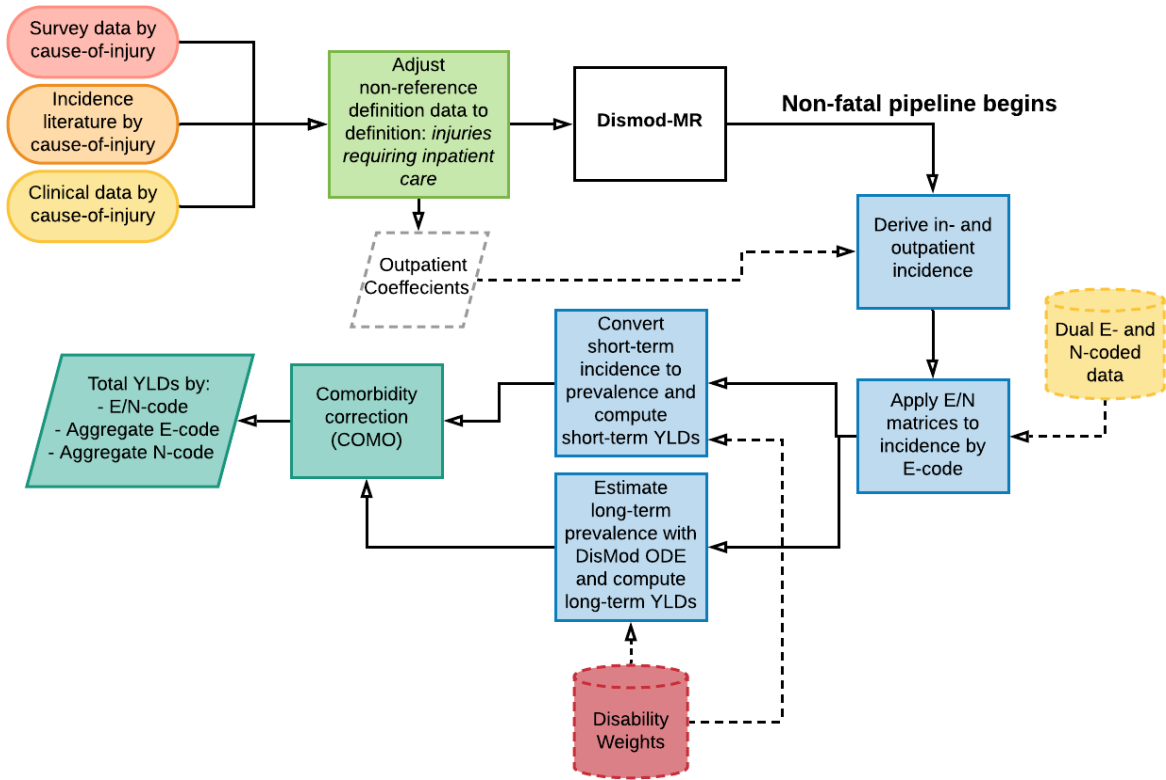 Survey data by
cause-of-injury
Incidence
literature by
cause-of-injury
Clinical data by
cause-of-injury
Adjust
non-reference
definition data to
definition: injuries
requiring inpatient
care
Dismod-MR
Non-fatal pipeline begins
Outpatient
Coeffecients
Derive in- and
outpatient
incidence
Dual E- and
N-coded
data
Apply E/N
matrices to
incidence by
E-code
Convert
short-term
incidence to
prevalence and
compute
short-term YLDs
Estimate
long-term
prevalence with
DisMod ODE
and compute
long-term YLDs
Disability
Weights
Comorbidity
correction
(COMO)
Total YLDs by:
- E/N-code
- Aggregate E-code
- Aggregate N-code